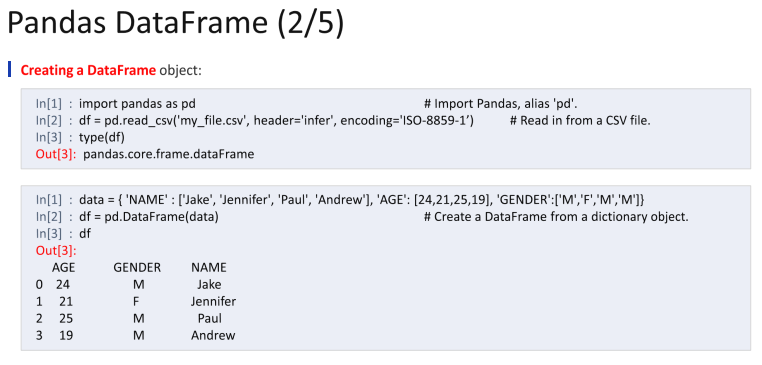 Pandas DataFrame (2/5)
Creating a DataFrame object:
In[1] : import pandas as pd # Import Pandas, alias 'pd'.
In[2] : df = pd.read_csv('my_file.csv', header='infer', encoding='ISO-8859-1’) # Read in from a CSV file.
In[3] : type(df)
Out[3]: pandas.core.frame.dataFrame
In[1] : data = { 'NAME' : ['Jake', 'Jennifer', 'Paul', 'Andrew'], 'AGE': [24,21,25,19], 'GENDER':['M','F','M','M']}
In[2] : df = pd.DataFrame(data) # Create a DataFrame from a dictionary object.
In[3] : df
Out[3]:
AGE GENDER NAME
0 24 M Jake
1 21 F Jennifer
2 25 M Paul
3 19 M Andrew